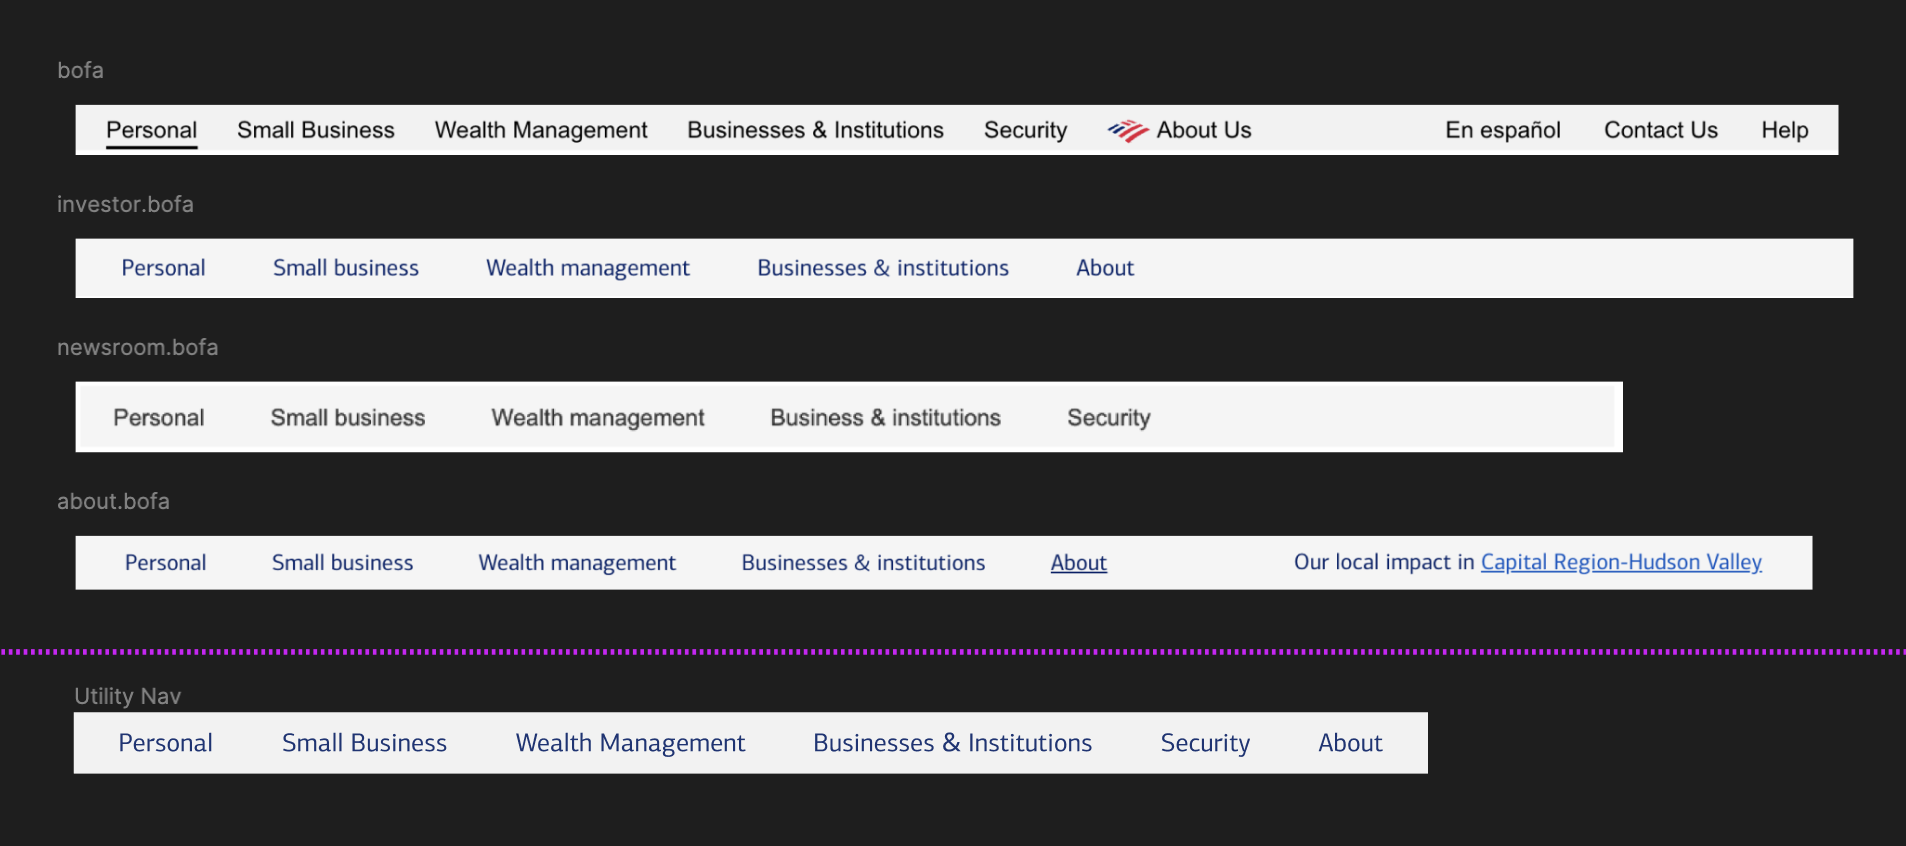 bofa
Personal Small Business Wealth Management Businesses & Institutions Security About Us En español Contact Us Help
investor.bofa
Personal Small business Wealth management Businesses & institutions About
newsroom.bofa
Personal Small business Wealth management Business & institutions Security
about.bofa
Personal Small business Wealth management Businesses & institutions About Our local impact in Capital Region-Hudson Valley
Utility Nav
Personal Small Business Wealth Management Businesses & Institutions Security About